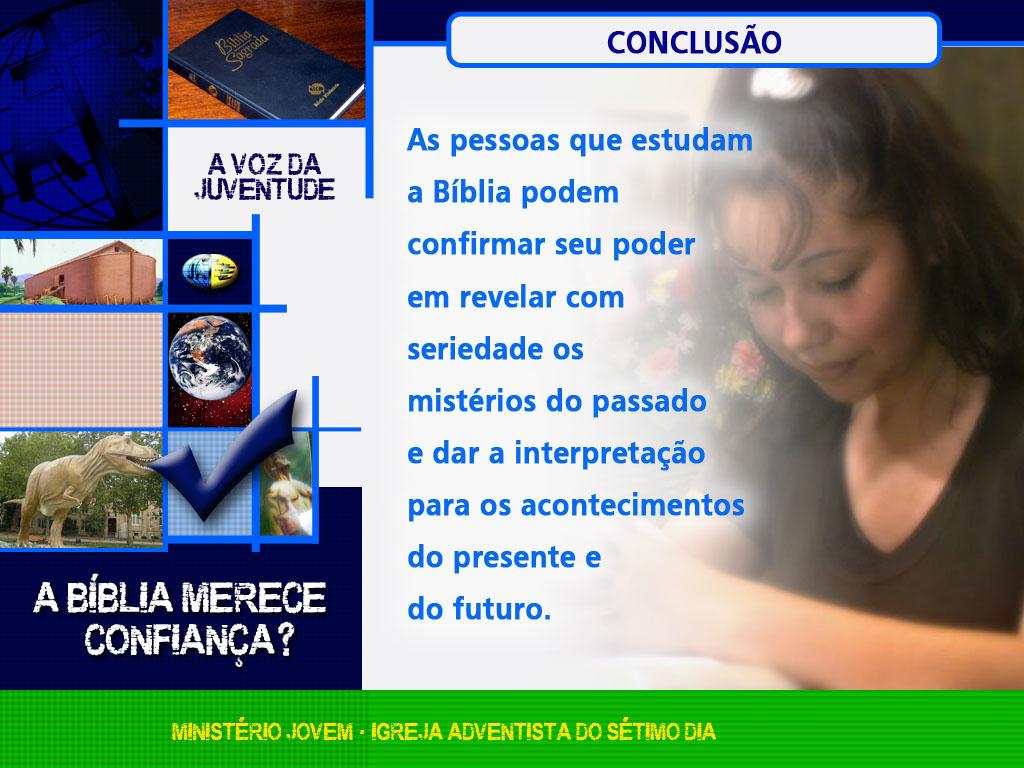 CONCLUSÃO
Bíblia
Sagrada
A VOZ DA
JUVENTUDE
As pessoas que estudam
a Bíblia podem
confirmar seu poder
em revelar com
seriedade os
mistérios do passado
e dar a interpretação
para os acontecimentos
do presente e
do futuro.
A BÍBLIA MERECE
CONFIANÇA?
MINISTÉRIO JOVEM - IGREJA ADVENTISTA DO SÉTIMO DIA